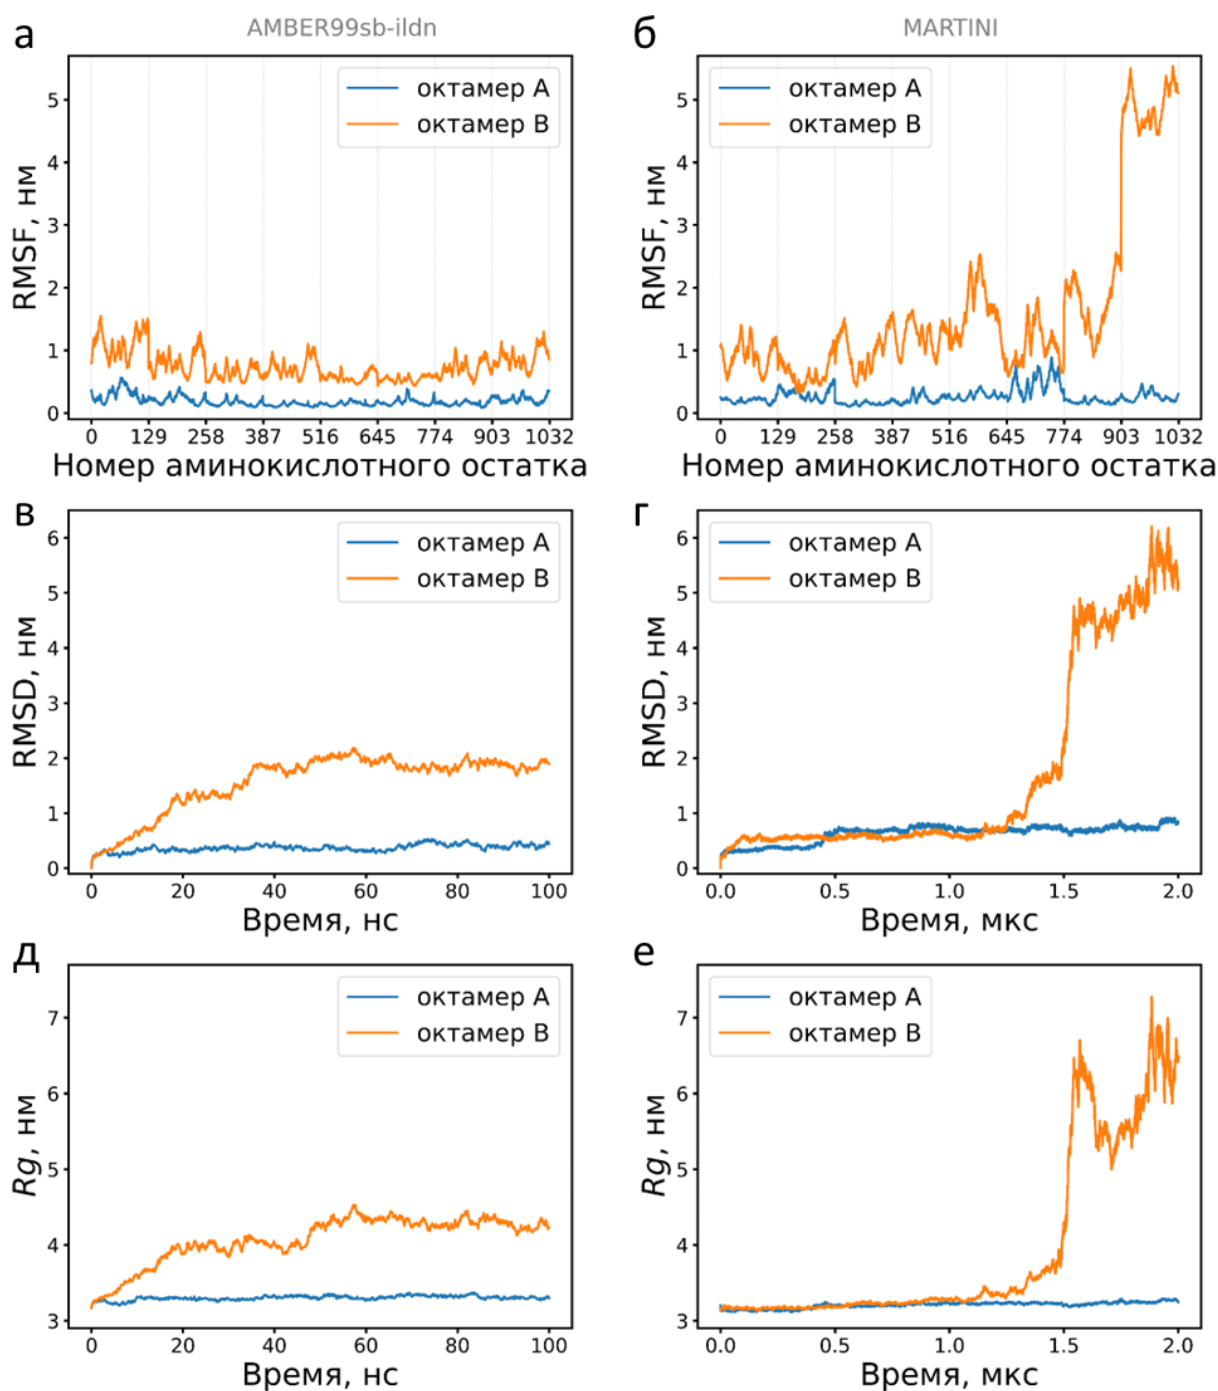 а
AMBER99sb-ildn
октамер А
октамер В
RMSF, нм
5
4
3
2
1
0
0 129 258 387 516 645 774 903 1032
Номер аминокислотного остатка
б
MARTINI
октамер А
октамер В
RMSF, нм
5
4
3
2
1
0
0 129 258 387 516 645 774 903 1032
Номер аминокислотного остатка
в
октамер А
октамер В
RMSD, нм
6
5
4
3
2
1
0
0 20 40 60 80 100
Время, нс
г
октамер А
октамер В
RMSD, нм
6
5
4
3
2
1
0
0.0 0.5 1.0 1.5 2.0
Время, мкс
д
октамер А
октамер В
Rg, нм
7
6
5
4
3
0 20 40 60 80 100
Время, нс
е
октамер А
октамер В
Rg, нм
7
6
5
4
3
0.0 0.5 1.0 1.5 2.0
Время, мкс